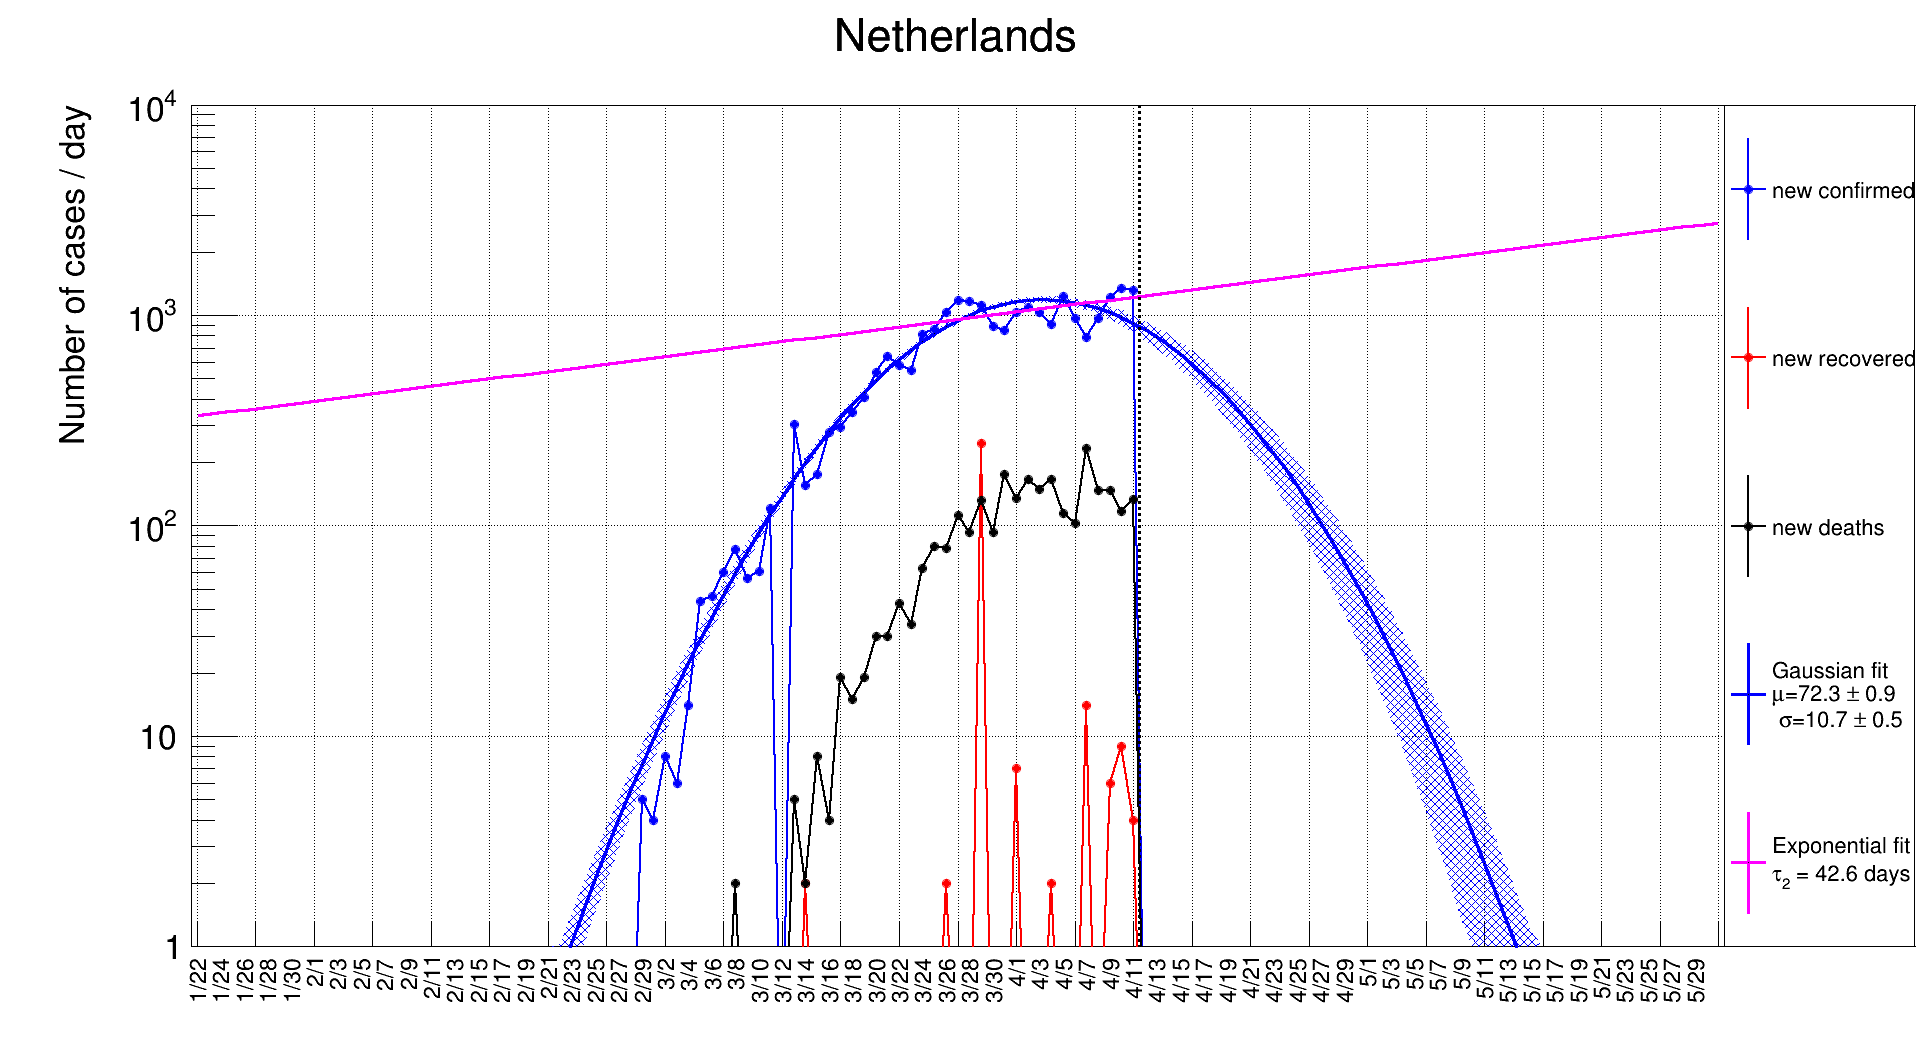 Netherlands
Number of cases / day
10⁴
10³
10²
10
1
1/22 1/24 1/26 1/28 1/30 2/1 2/3 2/5 2/7 2/9 2/11 2/13 2/15 2/17 2/19 2/21 2/23 2/25 2/27 2/29 3/2 3/4 3/6 3/8 3/10 3/12 3/14 3/16 3/18 3/20 3/22 3/24 3/26 3/28 3/30 4/1 4/3 4/5 4/7 4/9 4/11 4/13 4/15 4/17 4/19 4/21 4/23 4/25 4/27 4/29 5/1 5/3 5/5 5/7 5/9 5/11 5/13 5/15 5/17 5/19 5/21 5/23 5/25 5/27 5/29
new confirmed
new recovered
new deaths
Gaussian fit
μ=72.3 ± 0.9
σ=10.7 ± 0.5
Exponential fit
τ₂ = 42.6 days